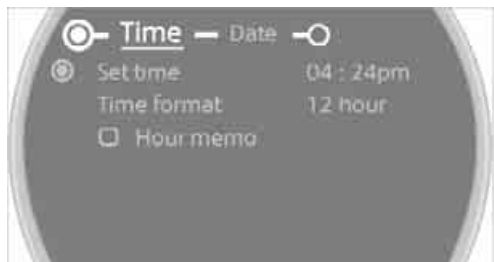 Time Date
Set time 04 : 24pm
Time format 12 hour
Hour memo